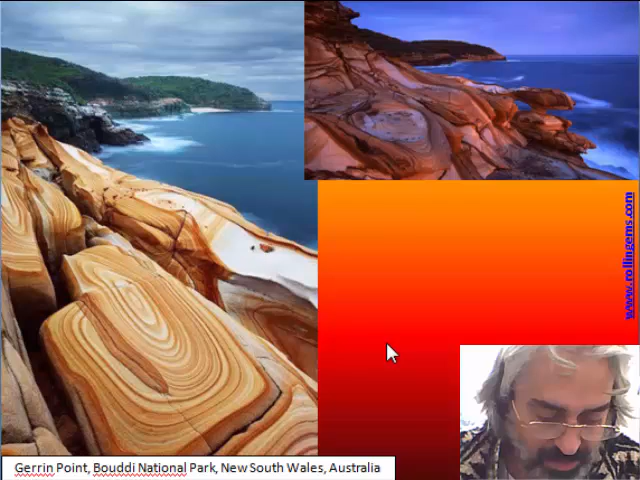 www.rollingems.com
Gerrin Point, Bouddi National Park, New South Wales, Australia